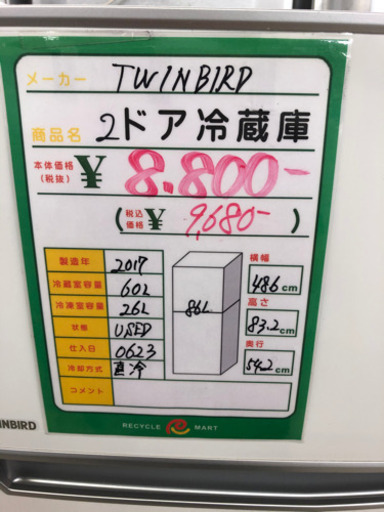 メーカー TWINBIRD
商品名 2ドア冷蔵庫
本体価格(税抜) ¥ 8.800-
(税込価格 ¥ 9,680-)
製造年 2017
冷蔵室容量 60L
冷凍室容量 26L
状態 USED
仕入日 0623
冷却方式 直冷
コメント
86L
横幅
48.6cm
高さ
83.2cm
奥行
54.2cm
INBIRD
RECYCLE MART